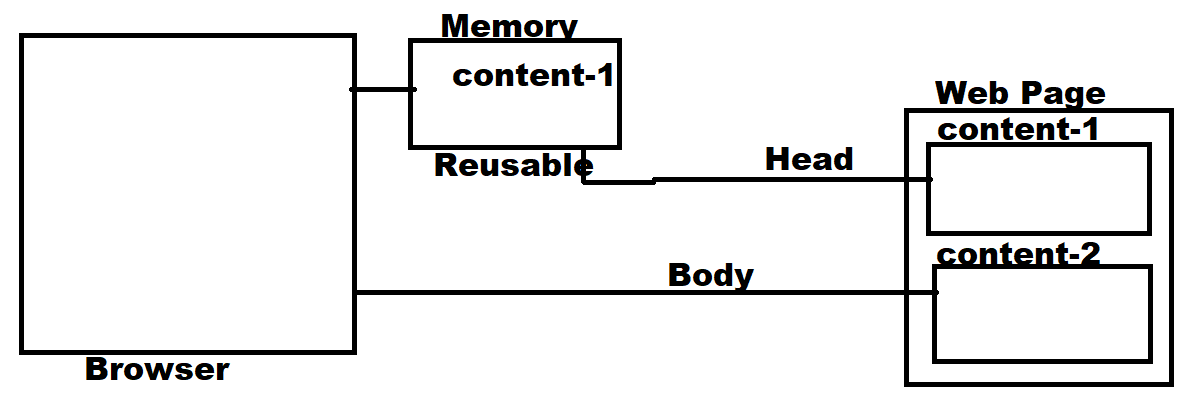 Memory
content-1
Reusable
Browser
Head
Body
Web Page
content-1
content-2